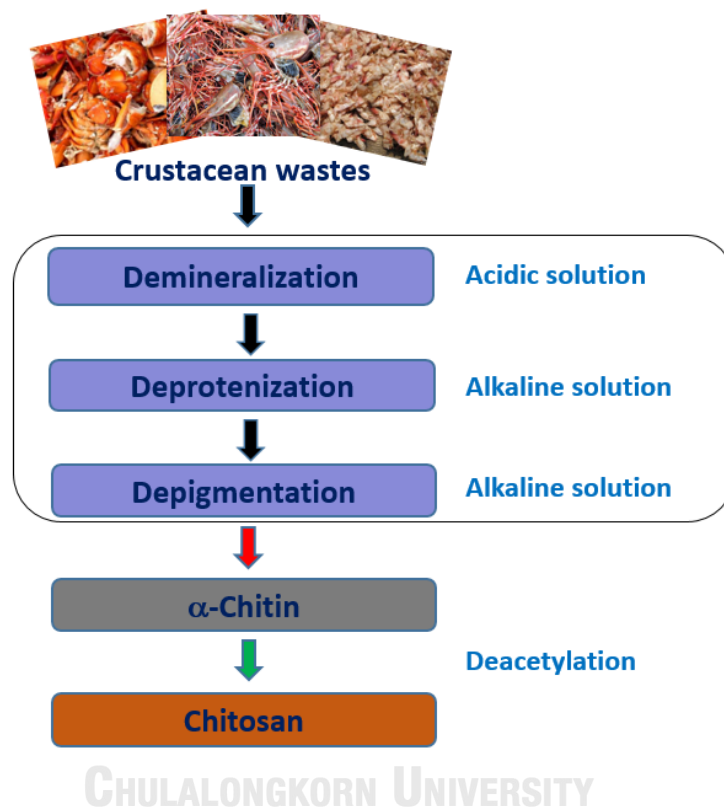 Crustacean wastes
Demineralization
Acidic solution
Deprotenization
Alkaline solution
Depigmentation
Alkaline solution
α-Chitin
Deacetylation
Chitosan
CHULALONGKORN UNIVERSITY